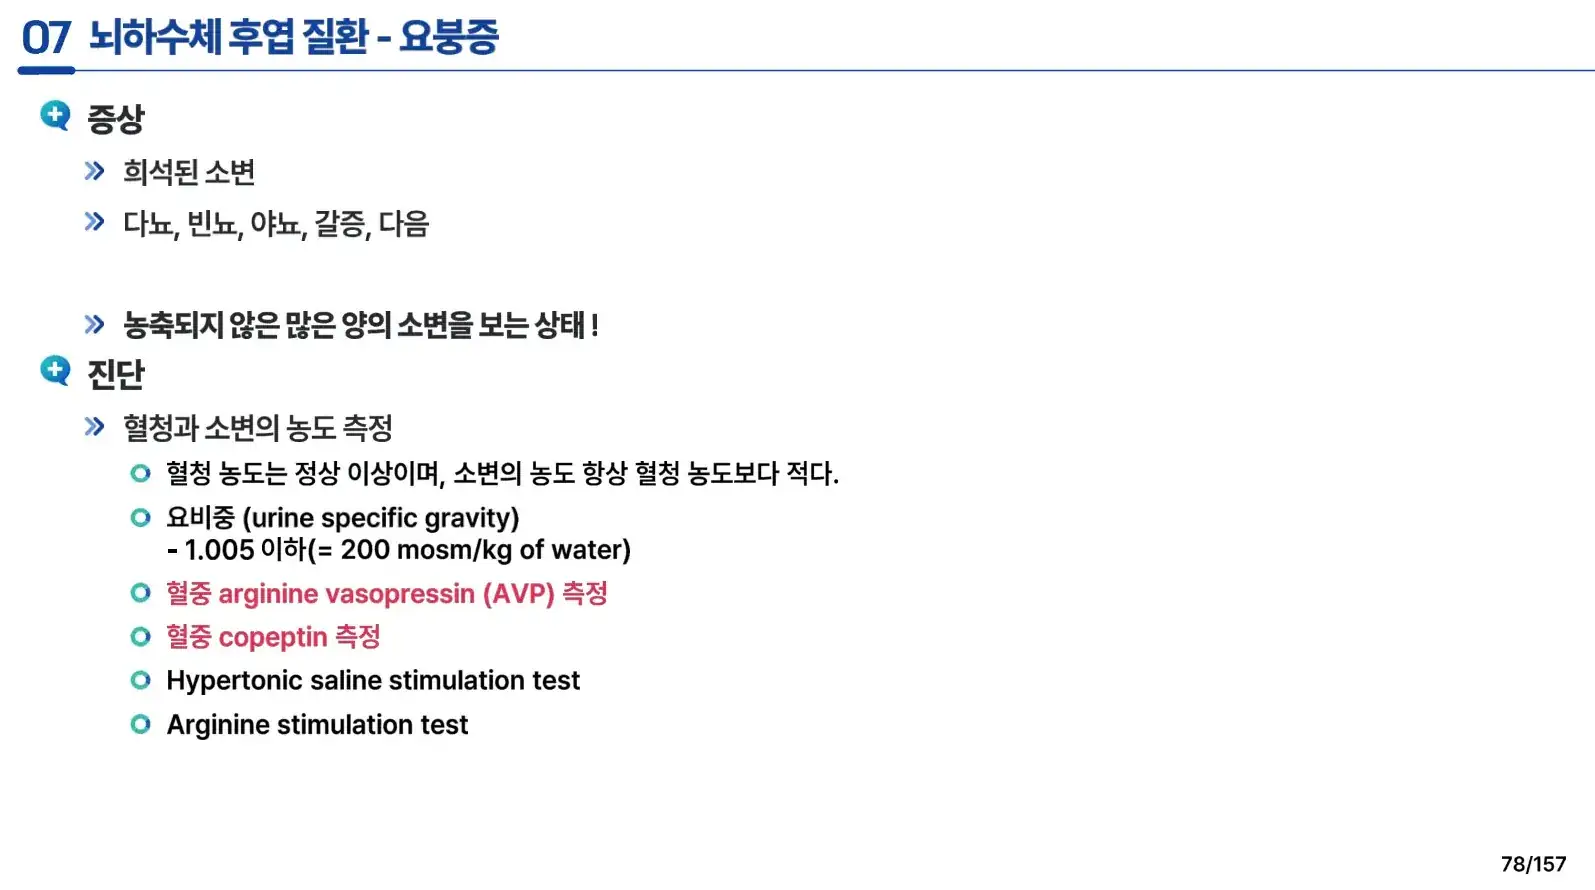 07 뇌하수체 후엽 질환 - 요붕증
증상
희석된 소변
다뇨, 빈뇨, 야뇨, 갈증, 다음
농축되지 않은 많은 양의 소변을 보는 상태 !
진단
혈청과 소변의 농도 측정
혈청 농도는 정상 이상이며, 소변의 농도 항상 혈청 농도보다 적다.
요비중 (urine specific gravity)
- 1.005 이하(= 200 mosm/kg of water)
혈중 arginine vasopressin (AVP) 측정
혈중 copeptin 측정
Hypertonic saline stimulation test
Arginine stimulation test
78/157